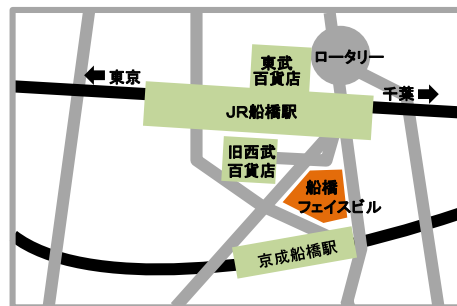 ロータリー
東武
百貨店
東京
千葉
JR船橋駅
旧西武
百貨店
船橋
フェイスビル
京成船橋駅